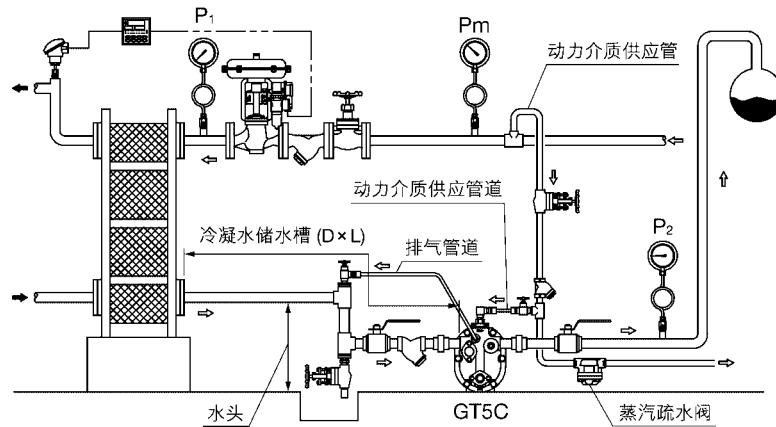 P₁
Pm
动力介质供应管
动力介质供应管道
P₂
冷凝水储水槽 (D×L)
排气管道
水头
GT5C
蒸汽疏水阀